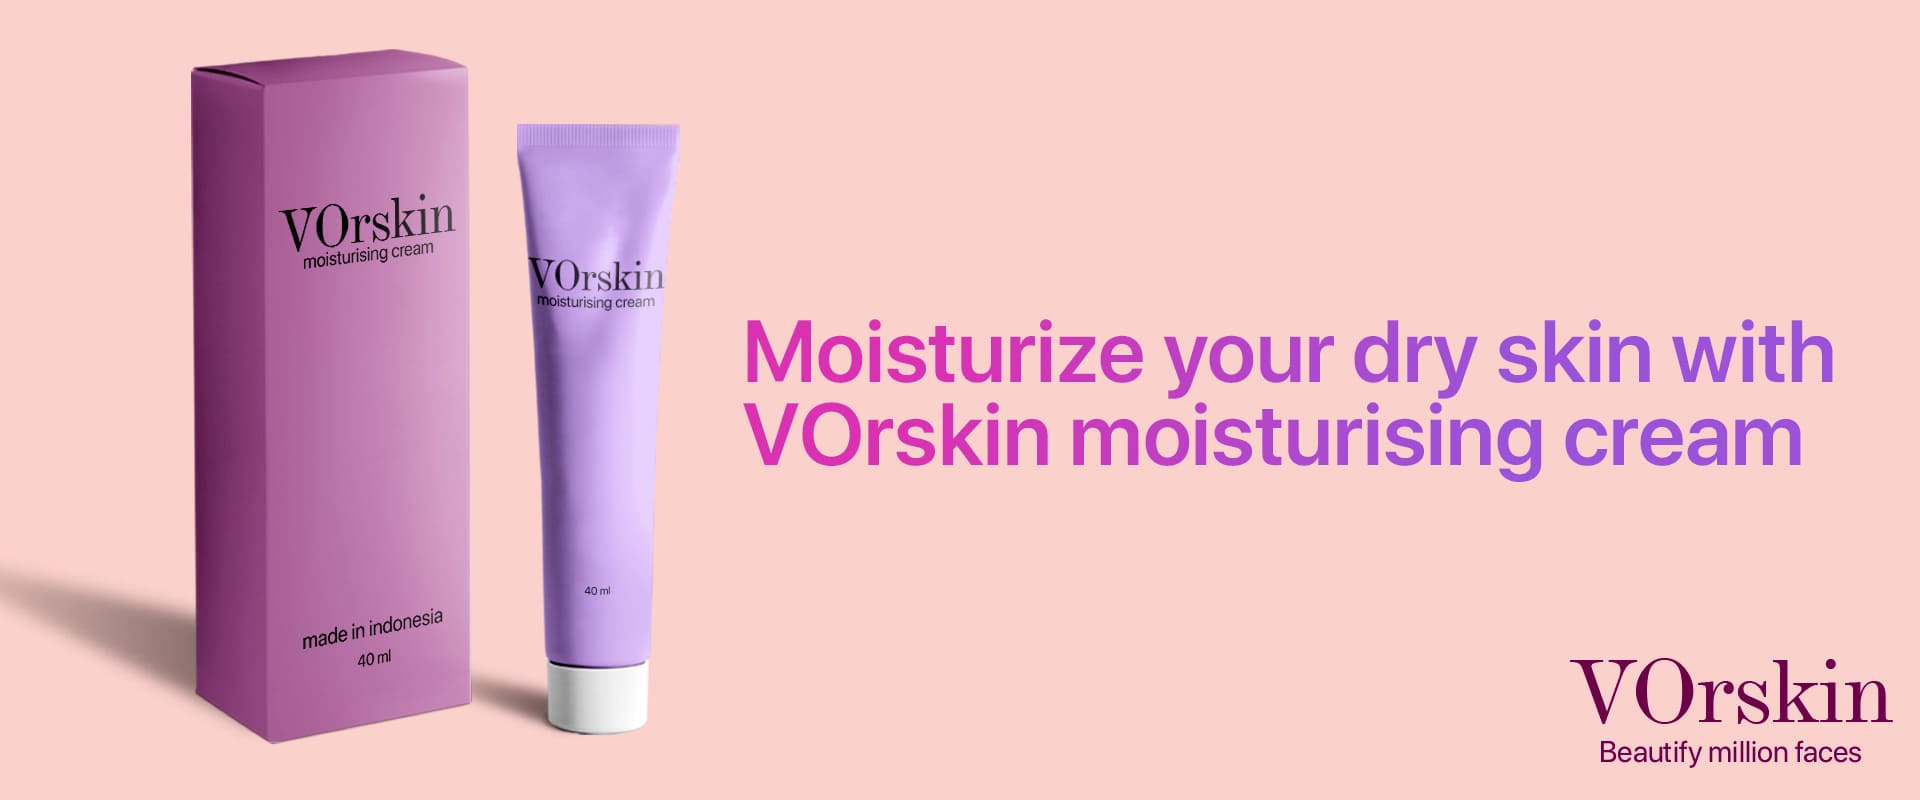 VOrskin
moisturising cream
made in indonesia
40 ml
VOrskin
moisturising cream
40 ml
Moisturize your dry skin with
VOrskin moisturising cream
VOrskin
Beautify million faces